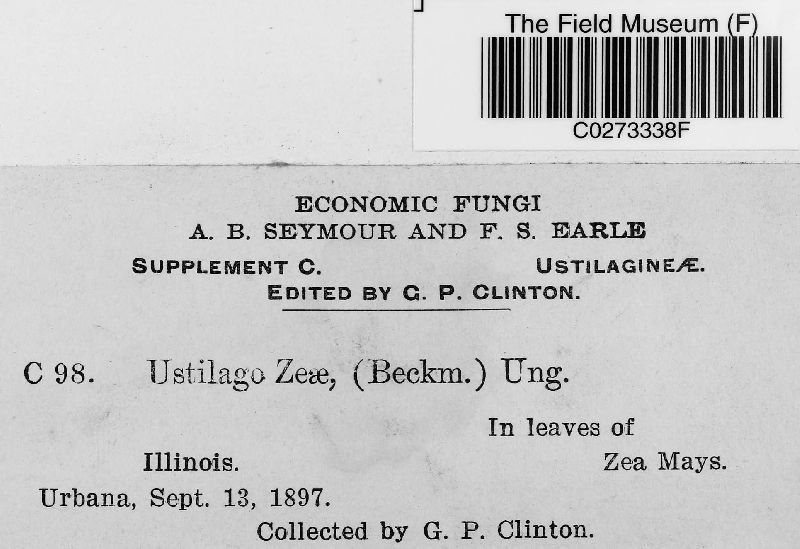 The Field Museum (F)
C0273338F
ECONOMIC FUNGI
A. B. SEYMOUR AND F. S. EARLE
SUPPLEMENT C. USTILAGINEÆ.
EDITED BY G. P. CLINTON.
C 98. Ustilago Zeæ, (Beckm.) Ung.
In leaves of
Illinois. Zea Mays.
Urbana, Sept. 13, 1897.
Collected by G. P. Clinton.